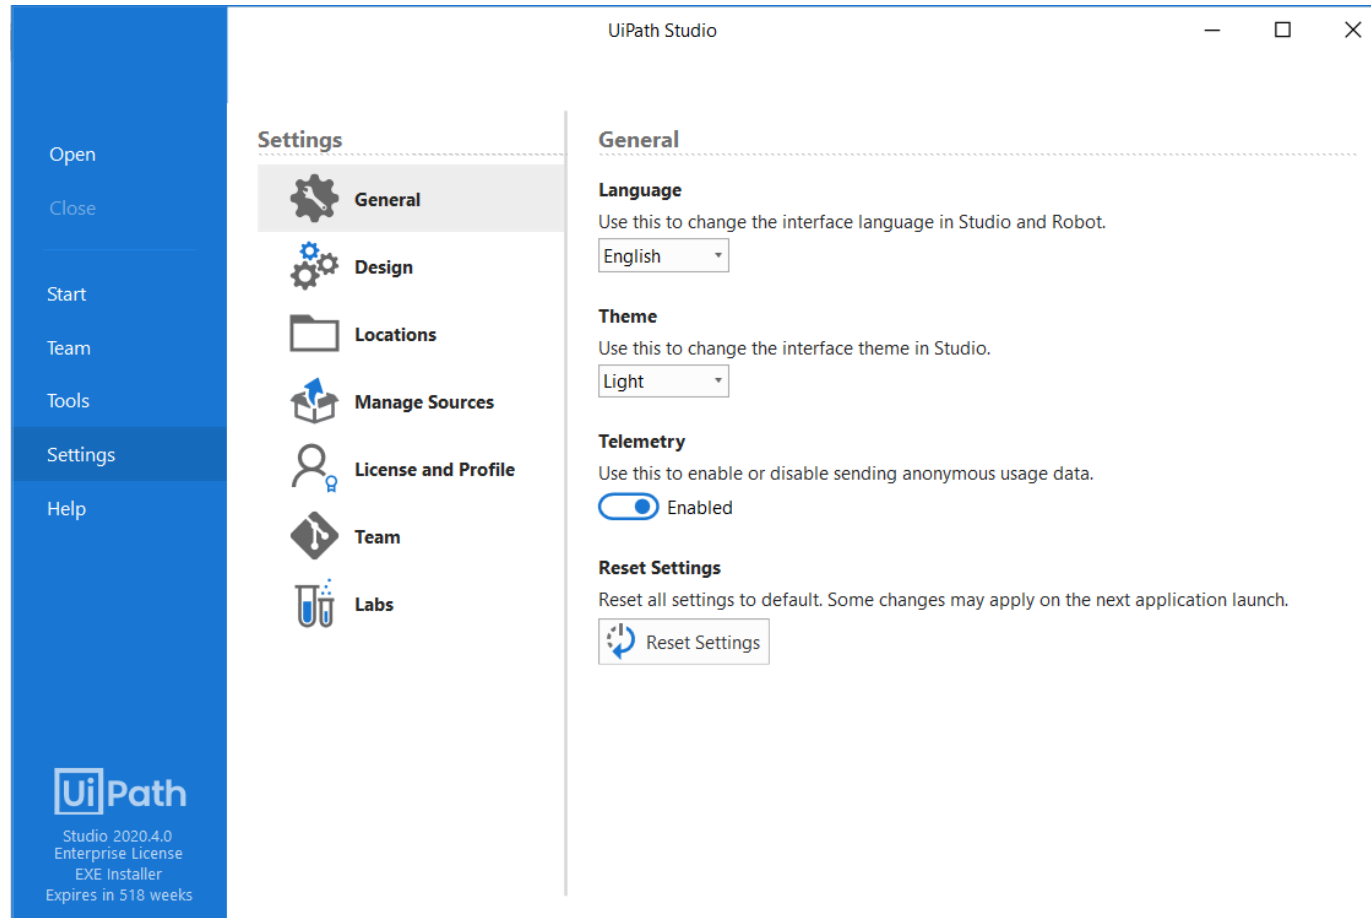 UiPath Studio
Open
Close
Start
Team
Tools
Settings
Help
UiPath
Studio 2020.4.0
Enterprise License
EXE Installer
Expires in 518 weeks
Settings
General
Design
Locations
Manage Sources
License and Profile
Team
Labs
General
Language
Use this to change the interface language in Studio and Robot.
English
Theme
Use this to change the interface theme in Studio.
Light
Telemetry
Use this to enable or disable sending anonymous usage data.
Enabled
Reset Settings
Reset all settings to default. Some changes may apply on the next application launch.
Reset Settings